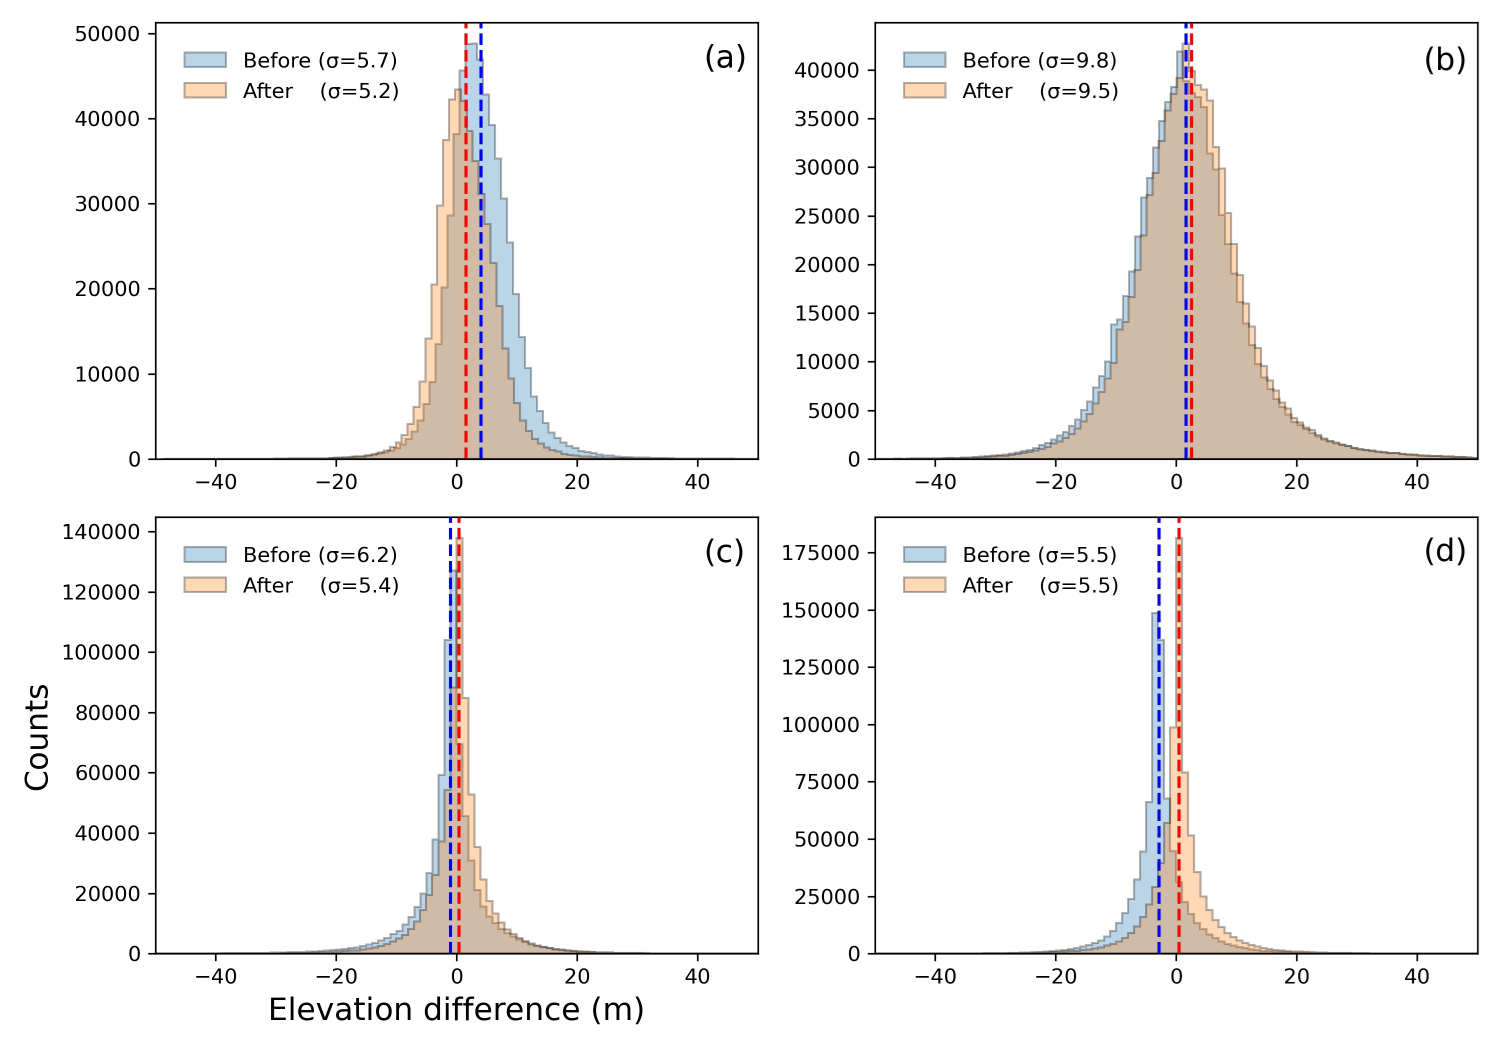 50000
40000
30000
20000
10000
0
−40 −20 0 20 40
Before (σ=5.7)
After (σ=5.2)
(a)
40000
35000
30000
25000
20000
15000
10000
5000
0
−40 −20 0 20 40
Before (σ=9.8)
After (σ=9.5)
(b)
140000
120000
100000
80000
60000
40000
20000
0
−40 −20 0 20 40
Before (σ=6.2)
After (σ=5.4)
(c)
Counts
Elevation difference (m)
175000
150000
125000
100000
75000
50000
25000
0
−40 −20 0 20 40
Before (σ=5.5)
After (σ=5.5)
(d)